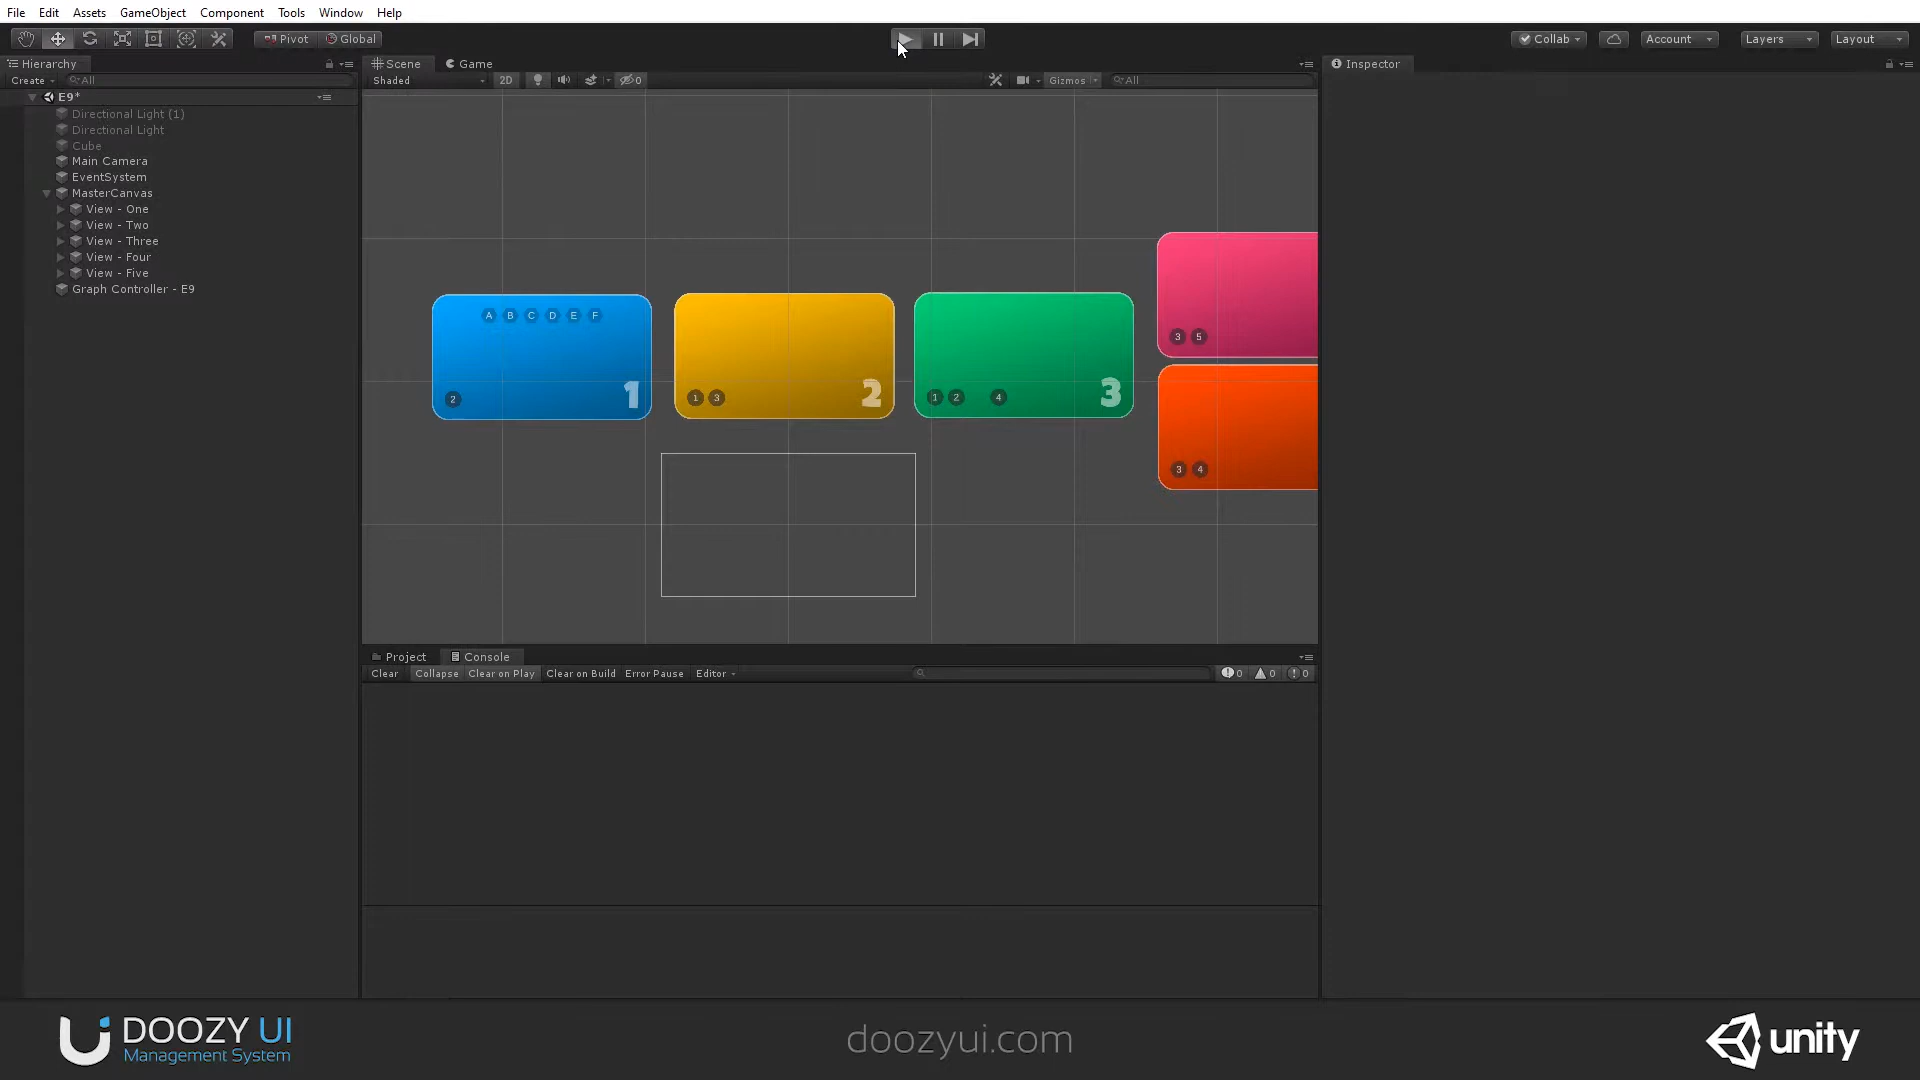 File Edit Assets GameObject Component Tools Window Help
Pivot Global Collab Account Layers Layout
Hierarchy
Create All
E9*
Directional Light (1)
Directional Light
Cube
Main Camera
EventSystem
MasterCanvas
View - One
View - Two
View - Three
View - Four
View - Five
Graph Controller - E9
Scene Game
Shaded 2D 0 Gizmos All
A B C D E F
2 1
1 3 2
1 2 4 3
3 5
3 4
Project Console
Clear Collapse Clear on Play Clear on Build Error Pause Editor 0 0 0
Inspector
DOOZY UI
Management System
doozyui.com
unity